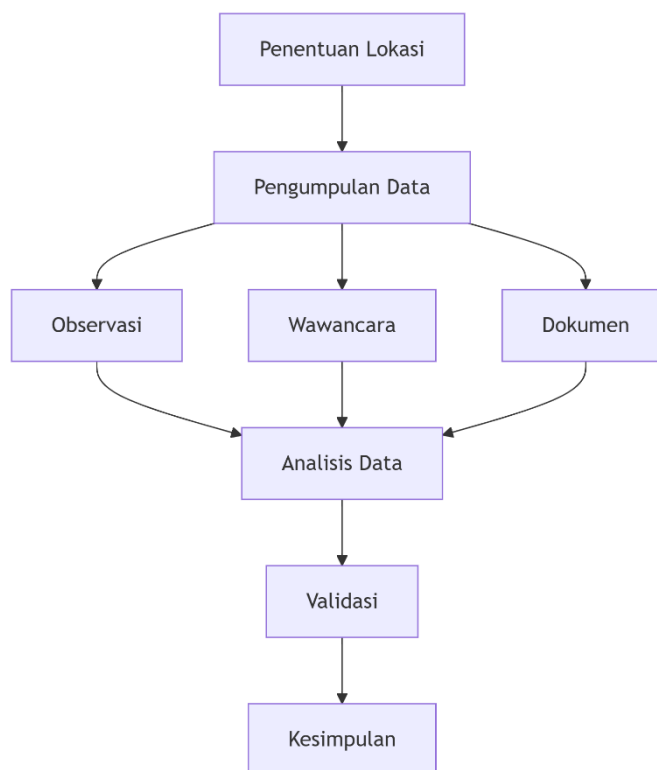 Penentuan Lokasi
Pengumpulan Data
Observasi
Wawancara
Dokumen
Analisis Data
Validasi
Kesimpulan